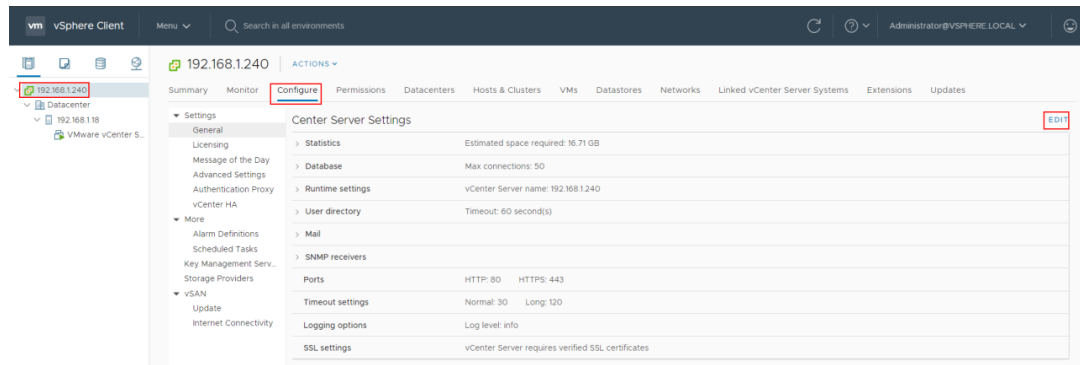 vm vSphere Client Menu Search in all environments Administrator@VSPHERE.LOCAL
192.168.1.240 ACTIONS
Summary Monitor Configure Permissions Datacenters Hosts & Clusters VMs Datastores Networks Linked vCenter Server Systems Extensions Updates
192.168.1.240
Datacenter
192.168.1.18
VMware vCenter S...
Settings
General
Licensing
Message of the Day
Advanced Settings
Authentication Proxy
vCenter HA
More
Alarm Definitions
Scheduled Tasks
Key Management Serv...
Storage Providers
vSAN
Update
Internet Connectivity
Center Server Settings EDIT
Statistics Estimated space required: 16.71 GB
Database Max connections: 50
Runtime settings vCenter Server name: 192.168.1.240
User directory Timeout: 60 second(s)
Mail
SNMP receivers
Ports HTTP: 80 HTTPS: 443
Timeout settings Normal: 30 Long: 120
Logging options Log level: info
SSL settings vCenter Server requires verified SSL certificates